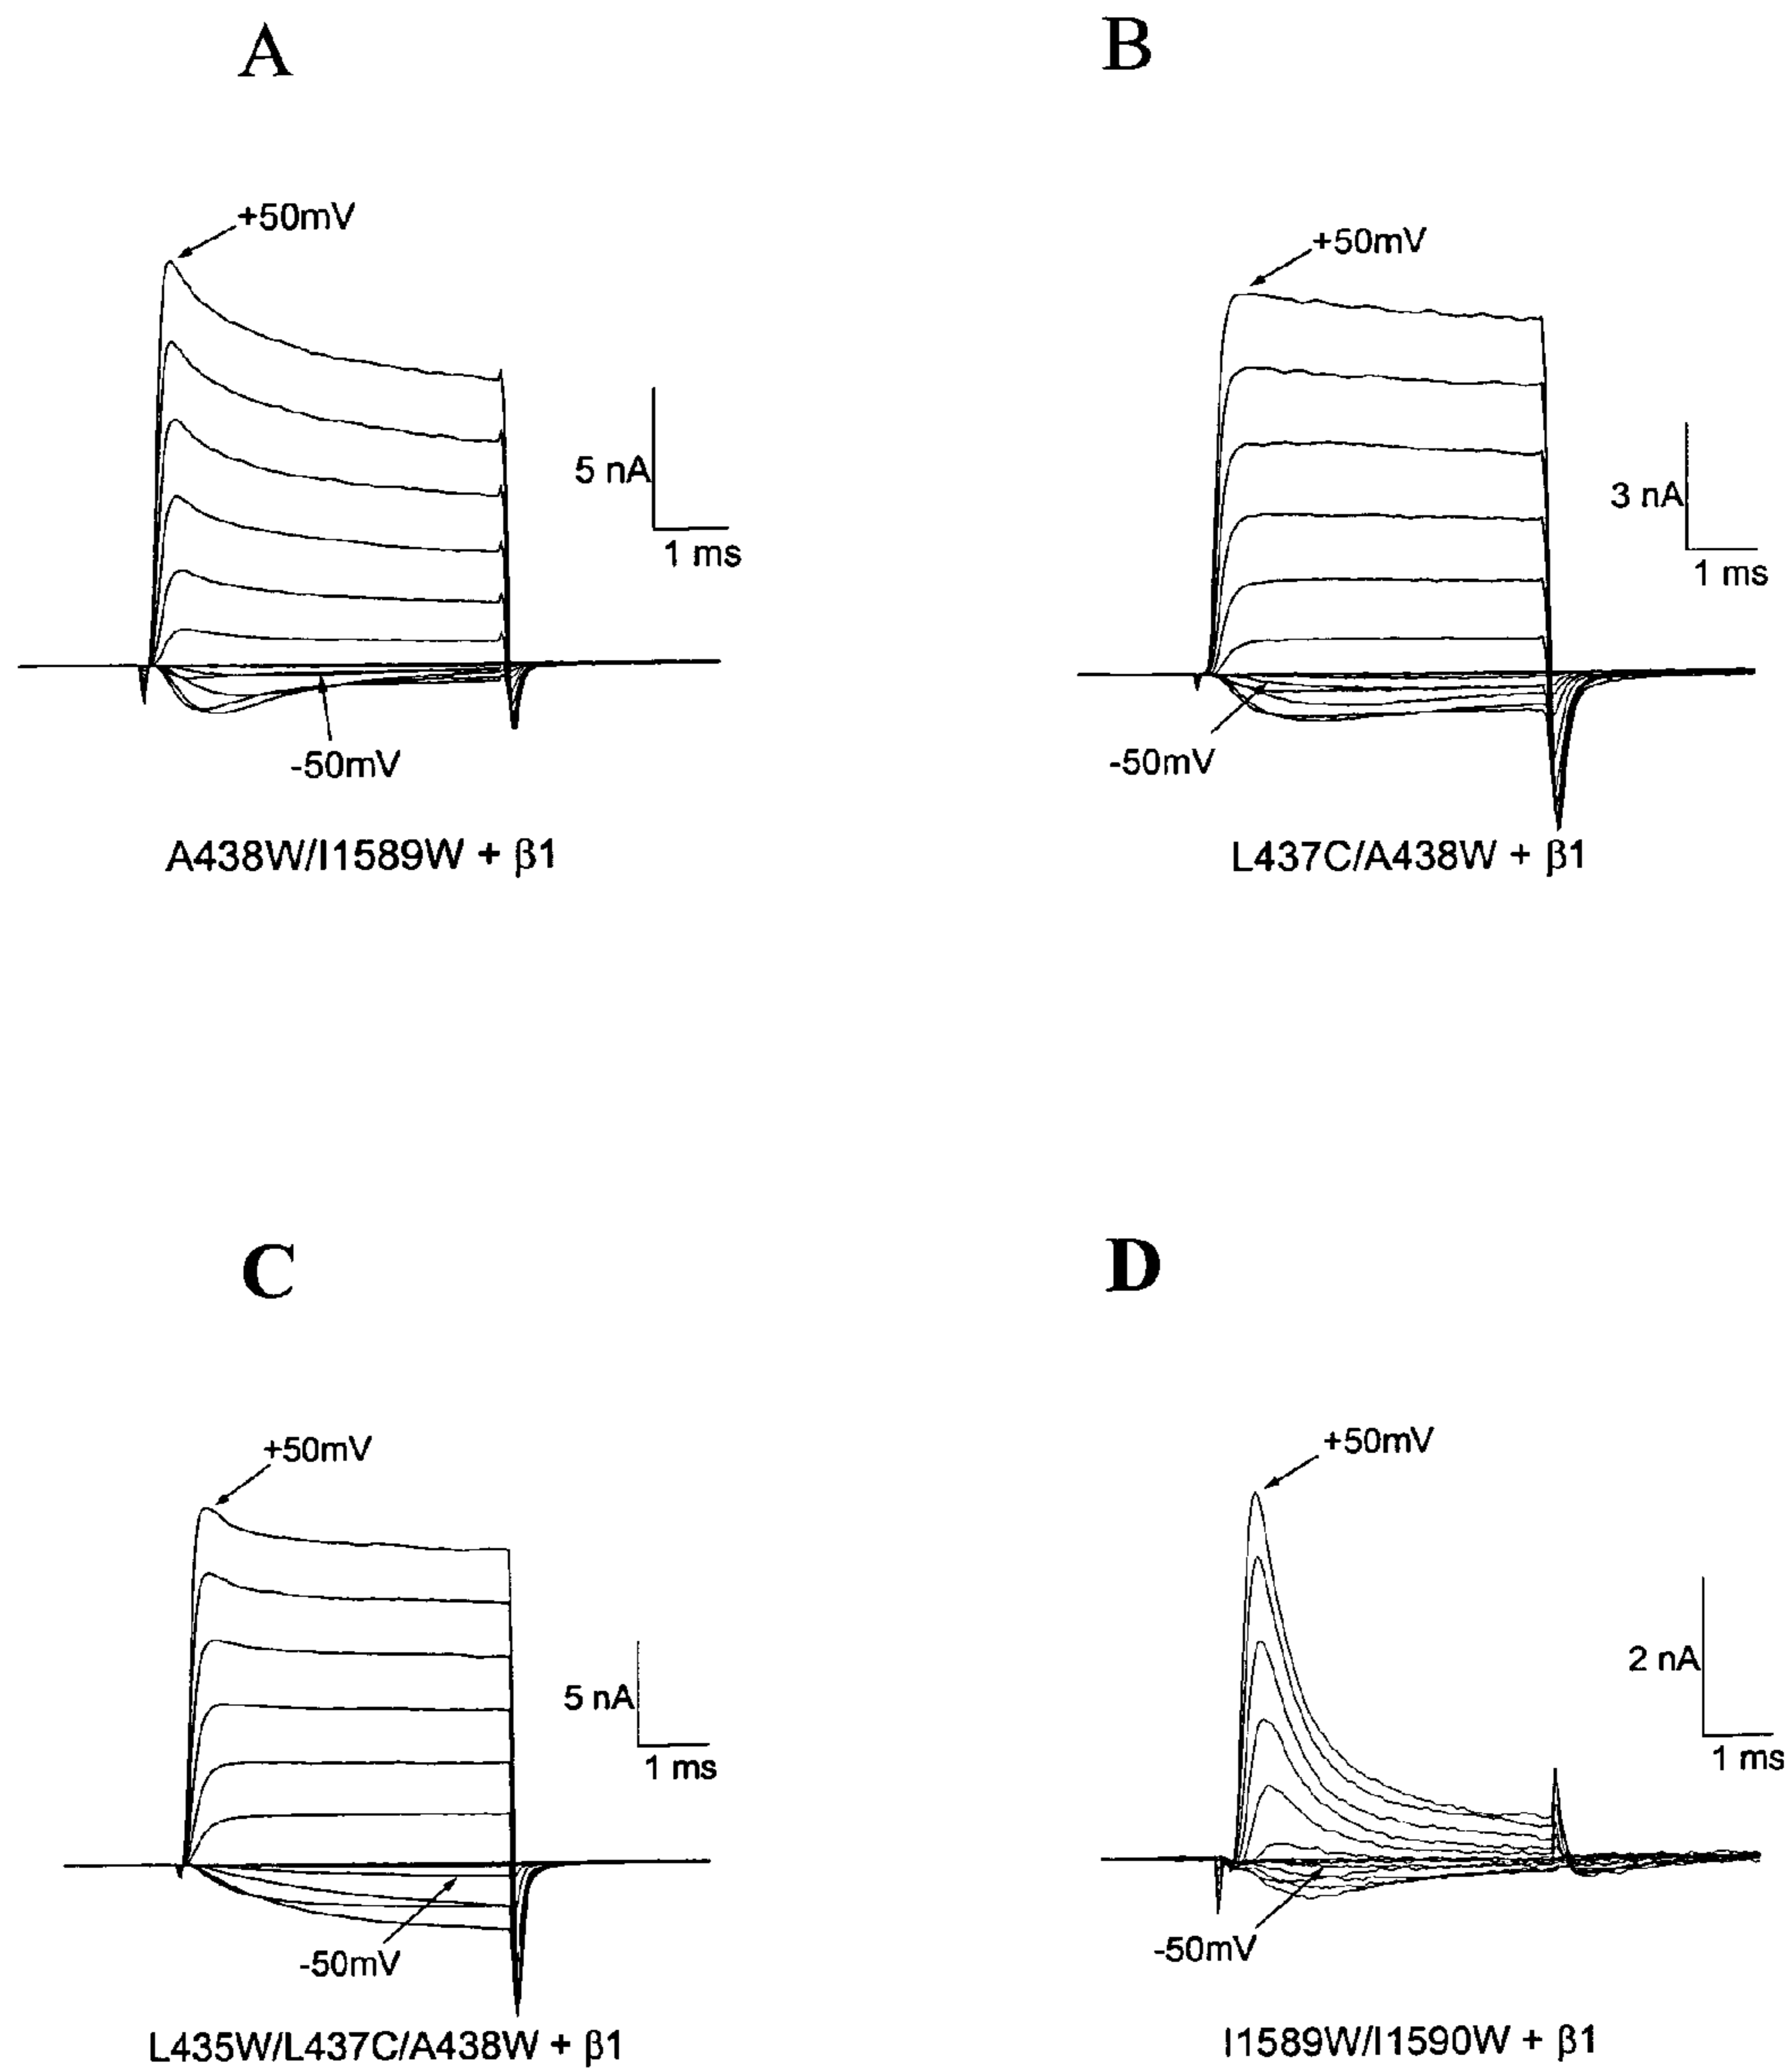 A
+50mV
5 nA
1 ms
-50mV
A438W/I1589W + β1
B
+50mV
3 nA
1 ms
-50mV
L437C/A438W + β1
C
+50mV
5 nA
1 ms
-50mV
L435W/L437C/A438W + β1
D
+50mV
2 nA
1 ms
-50mV
I1589W/I1590W + β1